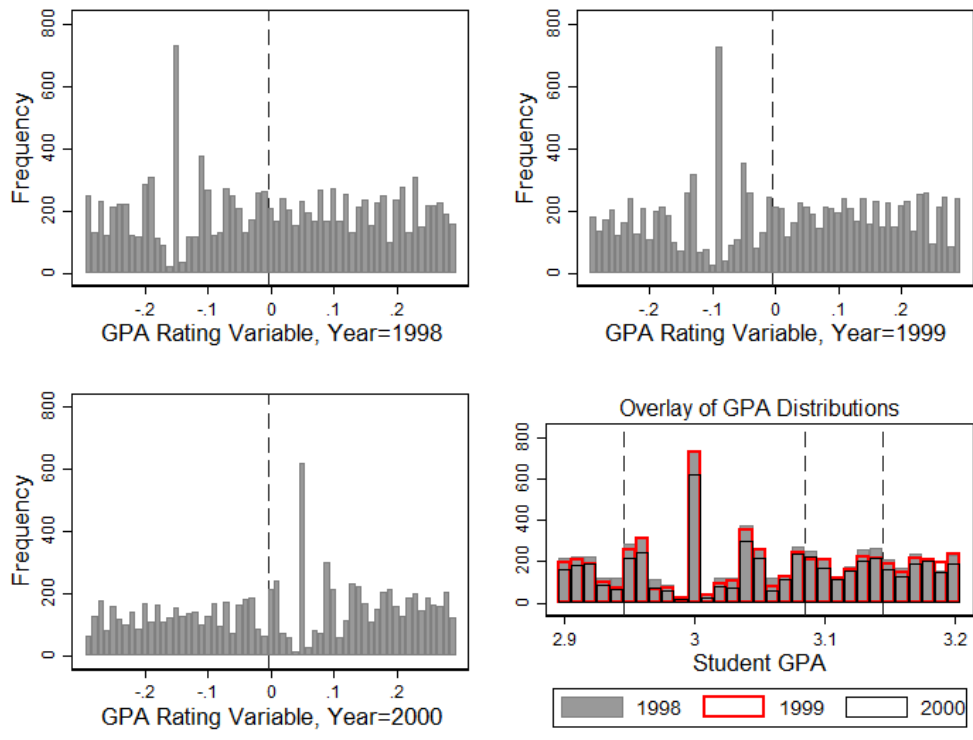 800
600
400
200
0
Frequency
-.2 -.1 0 .1 .2
GPA Rating Variable, Year=1998
800
600
400
200
0
Frequency
-.2 -.1 0 .1 .2
GPA Rating Variable, Year=1999
800
600
400
200
0
Frequency
-.2 -.1 0 .1 .2
GPA Rating Variable, Year=2000
Overlay of GPA Distributions
800
600
400
200
0
Frequency
2.9 3 3.1 3.2
Student GPA
1998 1999 2000